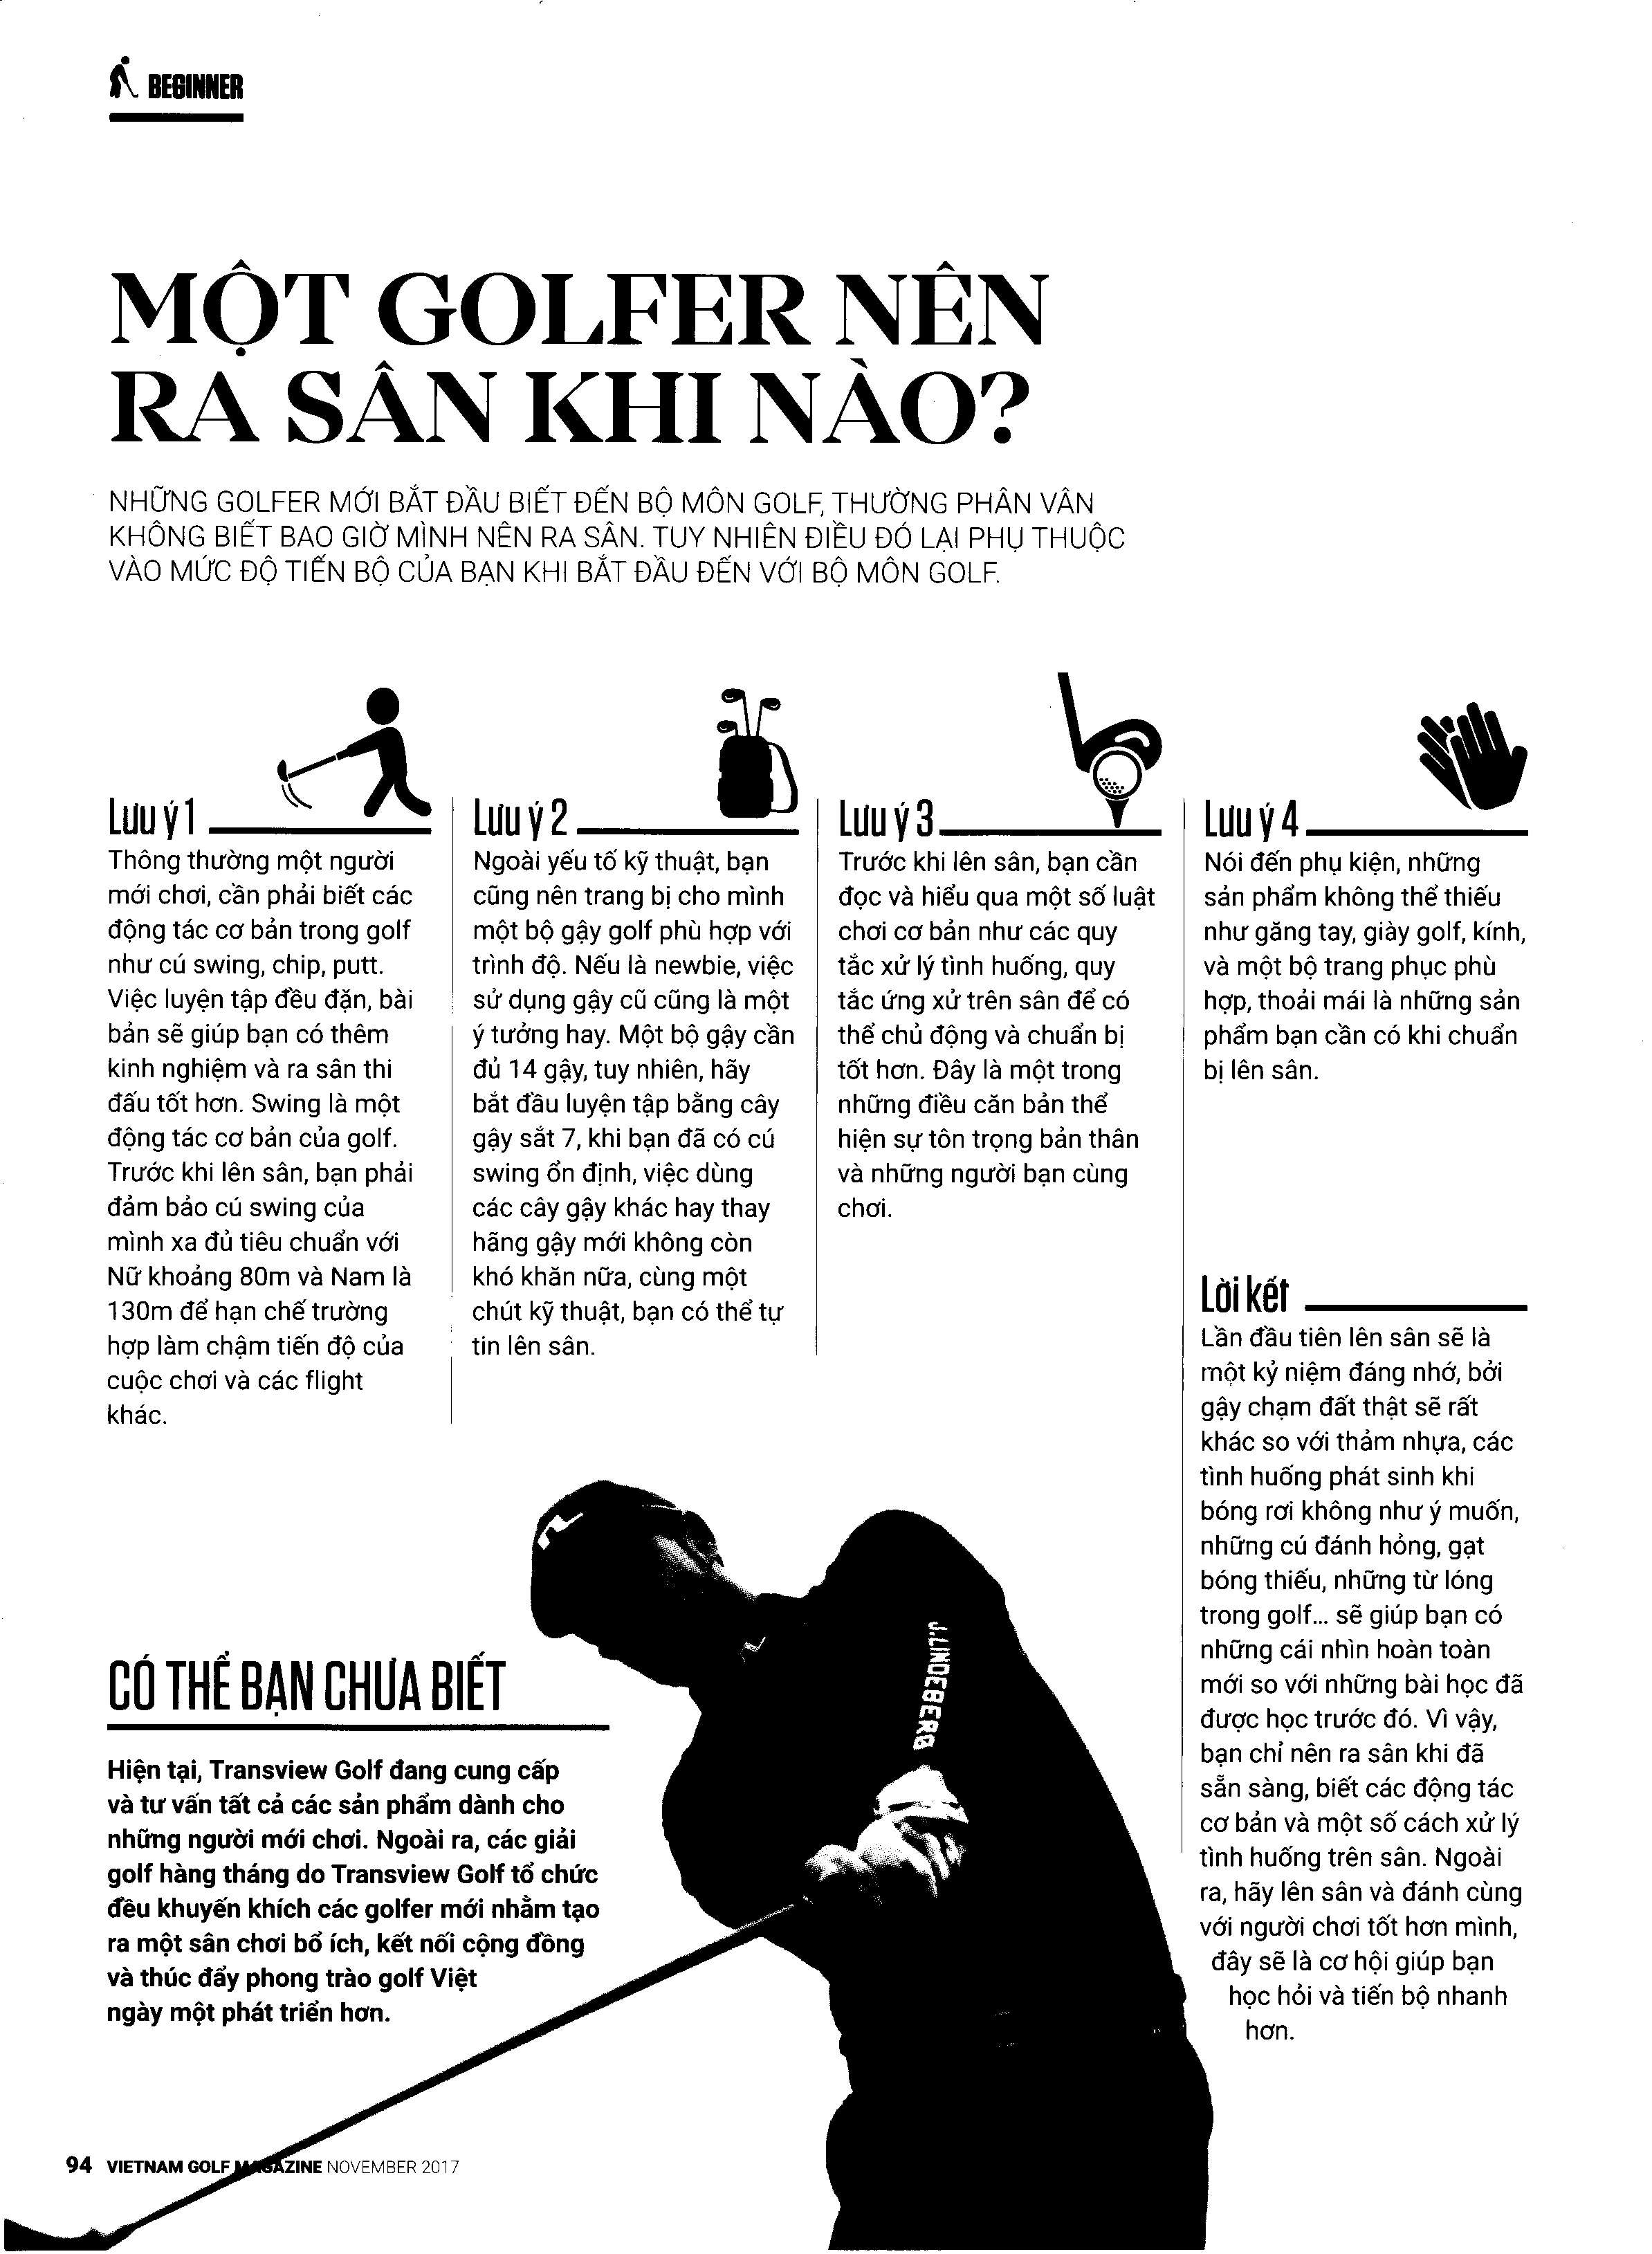 BEGINNER
MỘT GOLFER NÊN
RA SÂN KHI NÀO?
NHỮNG GOLFER MỚI BẮT ĐẦU BIẾT ĐẾN BỘ MÔN GOLF, THƯỜNG PHÂN VÂN
KHÔNG BIẾT BAO GIỜ MÌNH NÊN RA SÂN. TUY NHIÊN ĐIỀU ĐÓ LẠI PHỤ THUỘC
VÀO MỨC ĐỘ TIẾN BỘ CỦA BẠN KHI BẮT ĐẦU ĐẾN VỚI BỘ MÔN GOLF.
Lưu ý 1
Thông thường một người
mới chơi, cần phải biết các
động tác cơ bản trong golf
như cú swing, chip, putt.
Việc luyện tập đều đặn, bài
bản sẽ giúp bạn có thêm
kinh nghiệm và ra sân thi
đấu tốt hơn. Swing là một
động tác cơ bản của golf.
Trước khi lên sân, bạn phải
đảm bảo cú swing của
mình xa đủ tiêu chuẩn với
Nữ khoảng 80m và Nam là
130m để hạn chế trường
hợp làm chậm tiến độ của
cuộc chơi và các flight
khác.
Lưu ý 2
Ngoài yếu tố kỹ thuật, bạn
cũng nên trang bị cho mình
một bộ gậy golf phù hợp với
trình độ. Nếu là newbie, việc
sử dụng gậy cũ cũng là một
ý tưởng hay. Một bộ gậy cần
đủ 14 gậy, tuy nhiên, hãy
bắt đầu luyện tập bằng cây
gậy sắt 7, khi bạn đã có cú
swing ổn định, việc dùng
các cây gậy khác hay thay
hãng gậy mới không còn
khó khăn nữa, cùng một
chút kỹ thuật, bạn có thể tự
tin lên sân.
Lưu ý 3
Trước khi lên sân, bạn cần
đọc và hiểu qua một số luật
chơi cơ bản như các quy
tắc xử lý tình huống, quy
tắc ứng xử trên sân để có
thể chủ động và chuẩn bị
tốt hơn. Đây là một trong
những điều căn bản thể
hiện sự tôn trọng bản thân
và những người bạn cùng
chơi.
Lưu ý 4
Nói đến phụ kiện, những
sản phẩm không thể thiếu
như găng tay, giày golf, kính,
và một bộ trang phục phù
hợp, thoải mái là những sản
phẩm bạn cần có khi chuẩn
bị lên sân.
Lời kết
Lần đầu tiên lên sân sẽ là
một kỷ niệm đáng nhớ, bởi
gậy chạm đất thật sẽ rất
khác so với thảm nhựa, các
tình huống phát sinh khi
bóng rơi không như ý muốn,
những cú đánh hỏng, gạt
bóng thiếu, những từ lóng
trong golf... sẽ giúp bạn có
những cái nhìn hoàn toàn
mới so với những bài học đã
được học trước đó. Vì vậy,
bạn chỉ nên ra sân khi đã
sẵn sàng, biết các động tác
cơ bản và một số cách xử lý
tình huống trên sân. Ngoài
ra, hãy lên sân và đánh cùng
với người chơi tốt hơn mình,
đây sẽ là cơ hội giúp bạn
học hỏi và tiến bộ nhanh
hơn.
J.LINDEBERG
CÓ THỂ BẠN CHƯA BIẾT
Hiện tại, Transview Golf đang cung cấp
và tư vấn tất cả các sản phẩm dành cho
những người mới chơi. Ngoài ra, các giải
golf hàng tháng do Transview Golf tổ chức
đều khuyến khích các golfer mới nhằm tạo
ra một sân chơi bổ ích, kết nối cộng đồng
và thúc đẩy phong trào golf Việt
ngày một phát triển hơn.
94 VIETNAM GOLF MAGAZINE NOVEMBER 2017